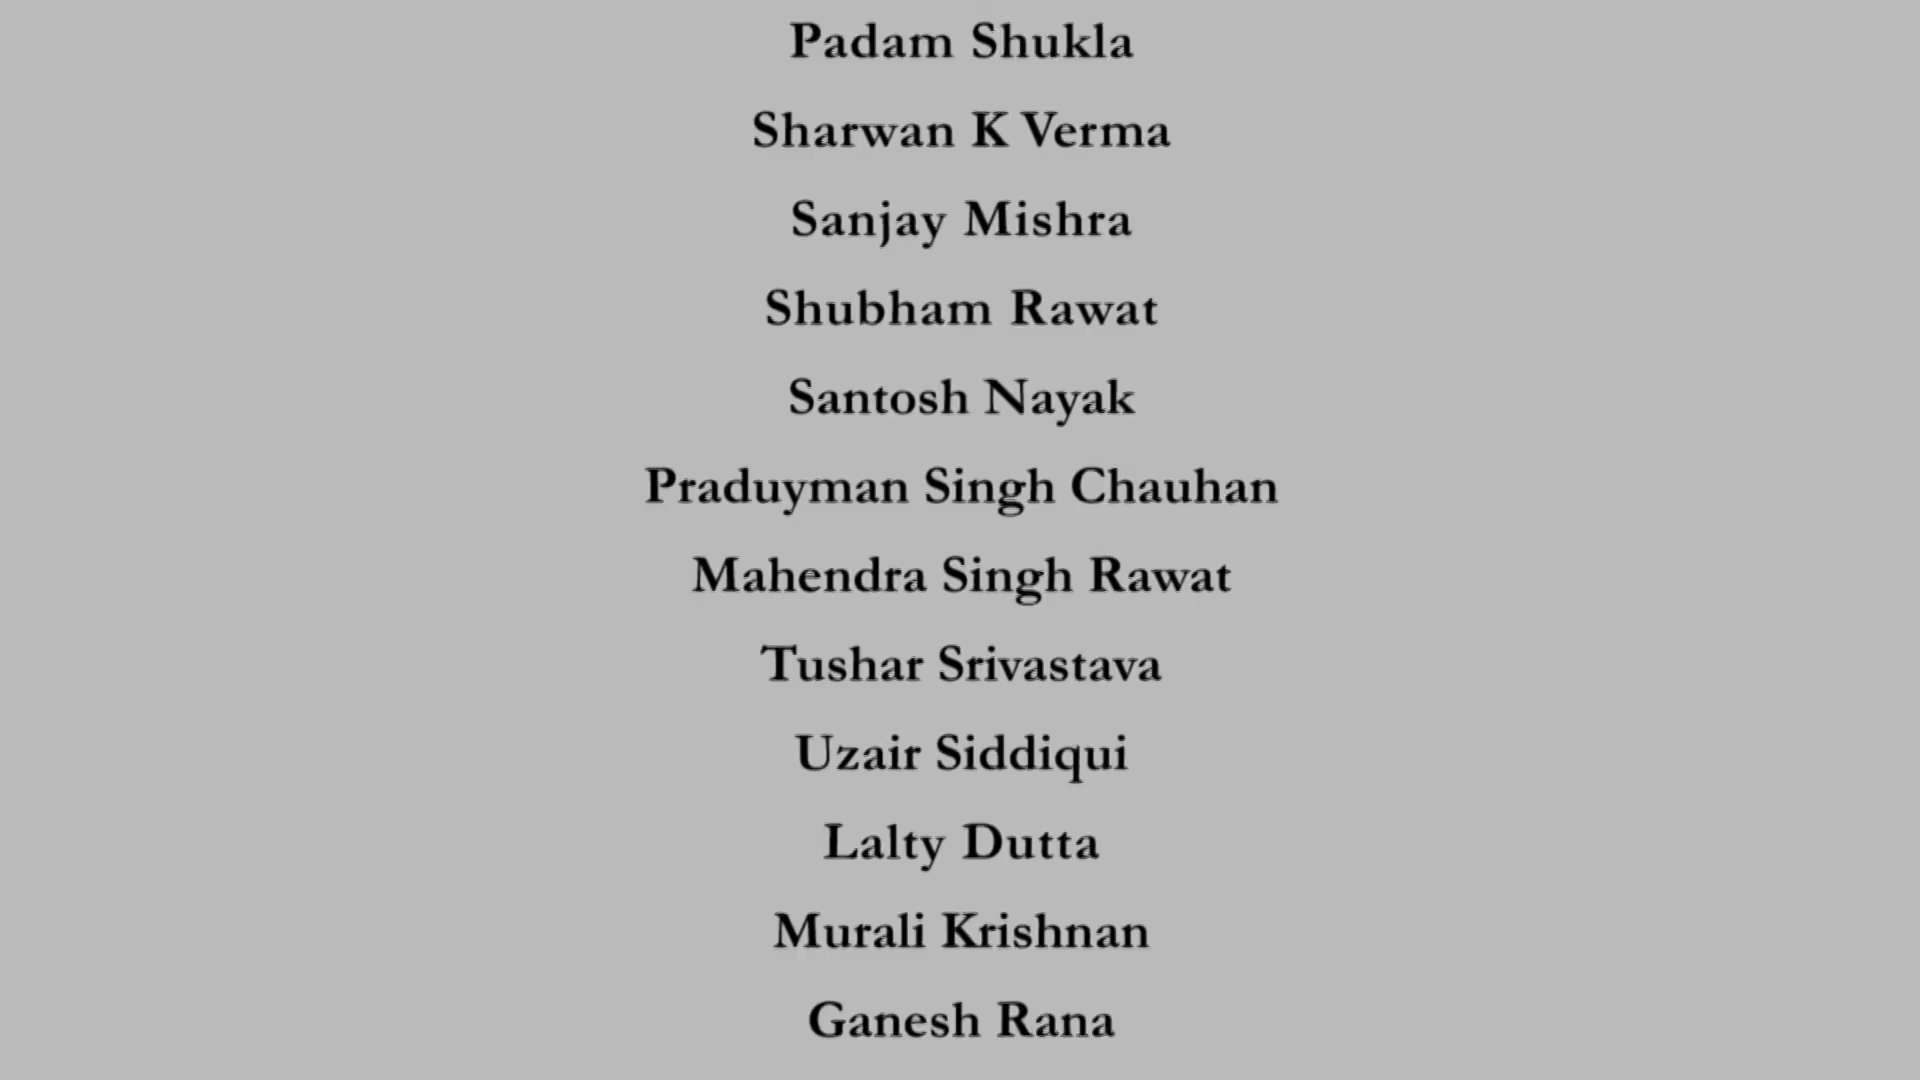 Padam Shukla
Sharwan K Verma
Sanjay Mishra
Shubham Rawat
Santosh Nayak
Praduyman Singh Chauhan
Mahendra Singh Rawat
Tushar Srivastava
Uzair Siddiqui
Lalty Dutta
Murali Krishnan
Ganesh Rana